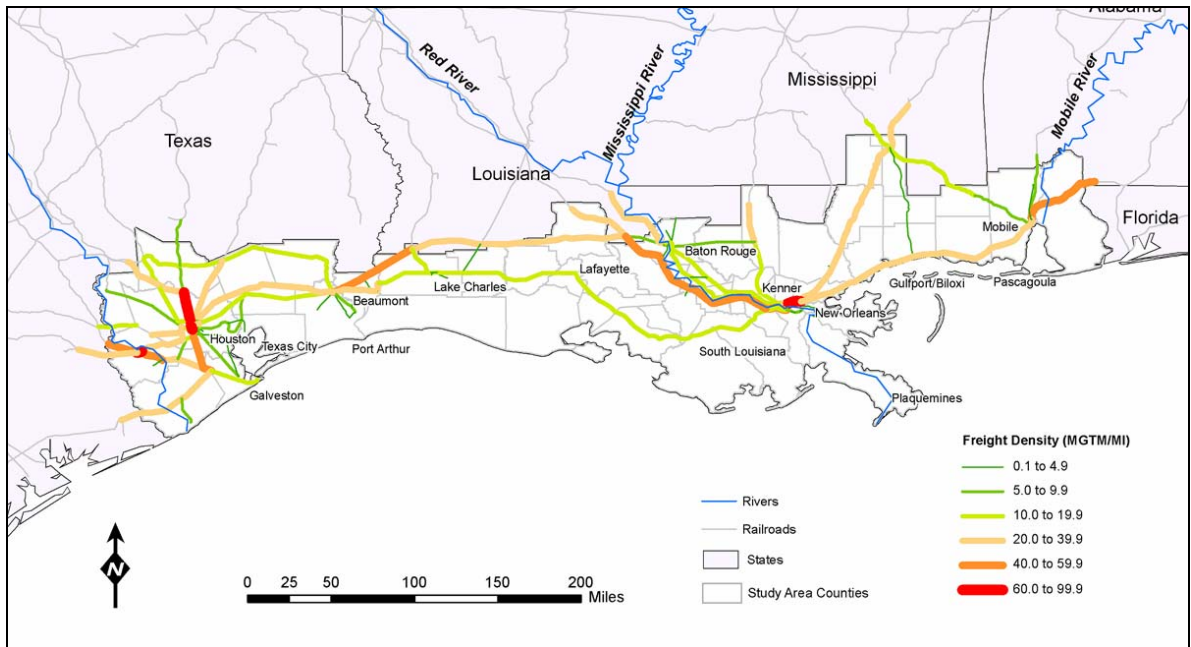 Alabama
Red River
Mississippi River
Mississippi
Mobile River
Texas
Louisiana
Florida
Mobile
Baton Rouge
Lafayette
Kenner
Lake Charles
Gulfport/Biloxi
Pascagoula
Beaumont
New Orleans
Houston
Texas City
Port Arthur
South Louisiana
Galveston
Plaquemines
Freight Density (MGTM/MI)
0.1 to 4.9
5.0 to 9.9
10.0 to 19.9
20.0 to 39.9
40.0 to 59.9
60.0 to 99.9
Rivers
Railroads
States
Study Area Counties
N
0 25 50 100 150 200
Miles